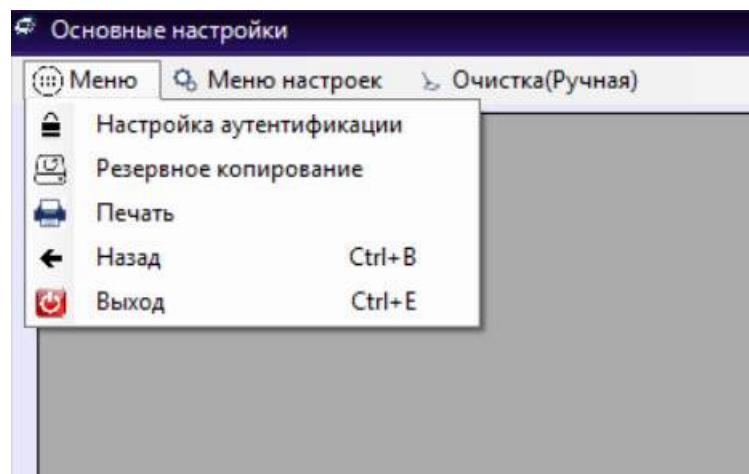 Основные настройки
Меню Меню настроек Очистка(Ручная)
Настройка аутентификации
Резервное копирование
Печать
Назад Ctrl+B
Выход Ctrl+E